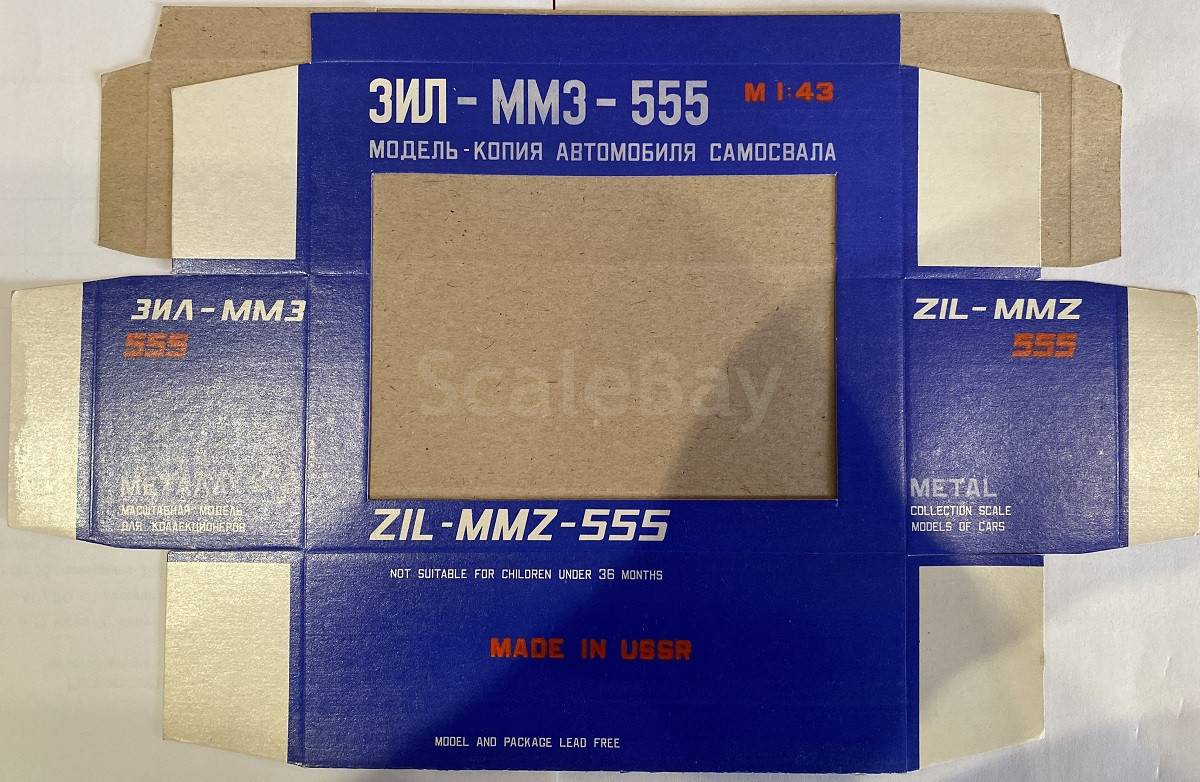 ЗИЛ - ММЗ - 555 М 1:43
МОДЕЛЬ - КОПИЯ АВТОМОБИЛЯ САМОСВАЛА
ЗИЛ - ММЗ
555
МЕТАЛЛ
МАСШТАБНАЯ МОДЕЛЬ
ДЛЯ КОЛЛЕКЦИОНЕРОВ
scalebay
ZIL - MMZ
555
METAL
COLLECTION SCALE
MODELS OF CARS
ZIL - MMZ - 555
NOT SUITABLE FOR CHILDREN UNDER 36 MONTHS
MADE IN USSR
MODEL AND PACKAGE LEAD FREE